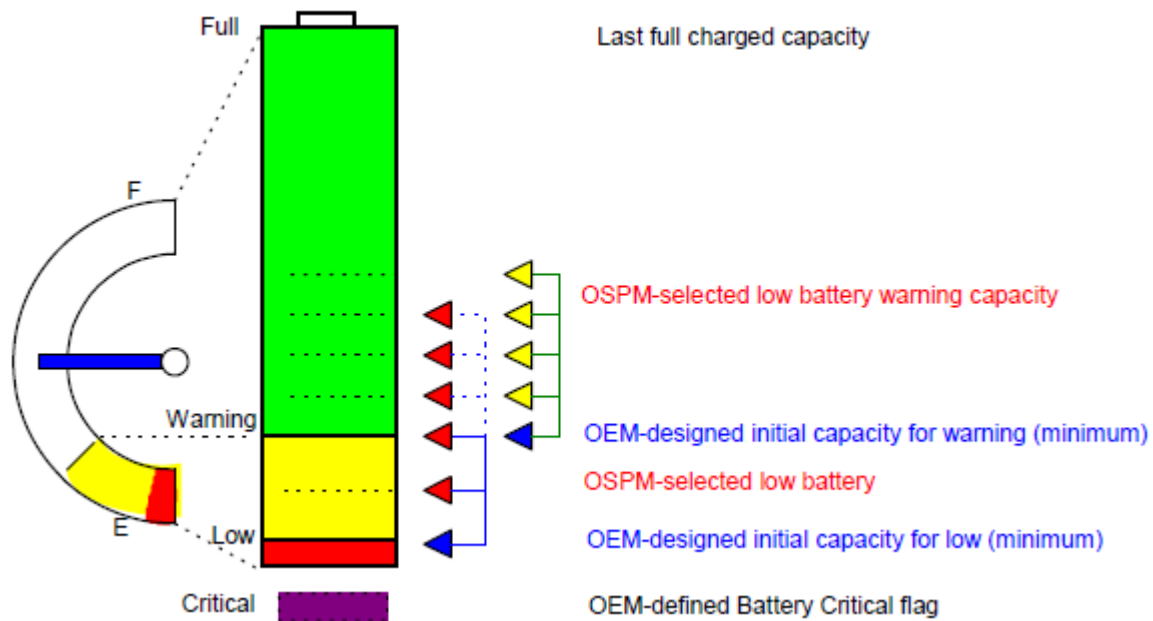 Full
Last full charged capacity
F
OSPM-selected low battery warning capacity
Warning
OEM-designed initial capacity for warning (minimum)
OSPM-selected low battery
E
Low
OEM-designed initial capacity for low (minimum)
Critical
OEM-defined Battery Critical flag